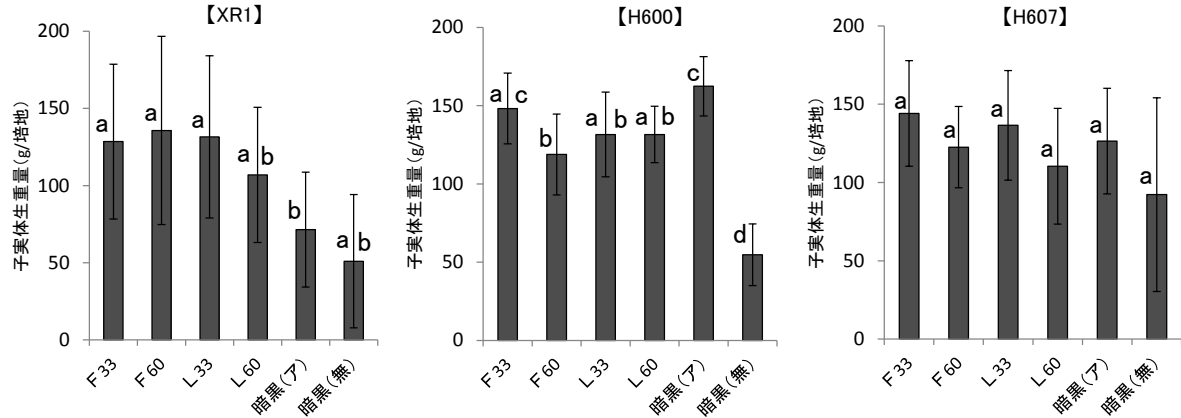 【XR1】
子実体生重量(g/培地)
200
150
100
50
0
a
a
a
a b
b
a b
F33
F60
L33
L60
暗黒(ア)
暗黒(無)
【H600】
子実体生重量(g/培地)
200
150
100
50
0
a c
b
a b
a b
c
d
F33
F60
L33
L60
暗黒(ア)
暗黒(無)
【H607】
子実体生重量(g/培地)
200
150
100
50
0
a
a
a
a
a
a
F33
F60
L33
L60
暗黒(ア)
暗黒(無)